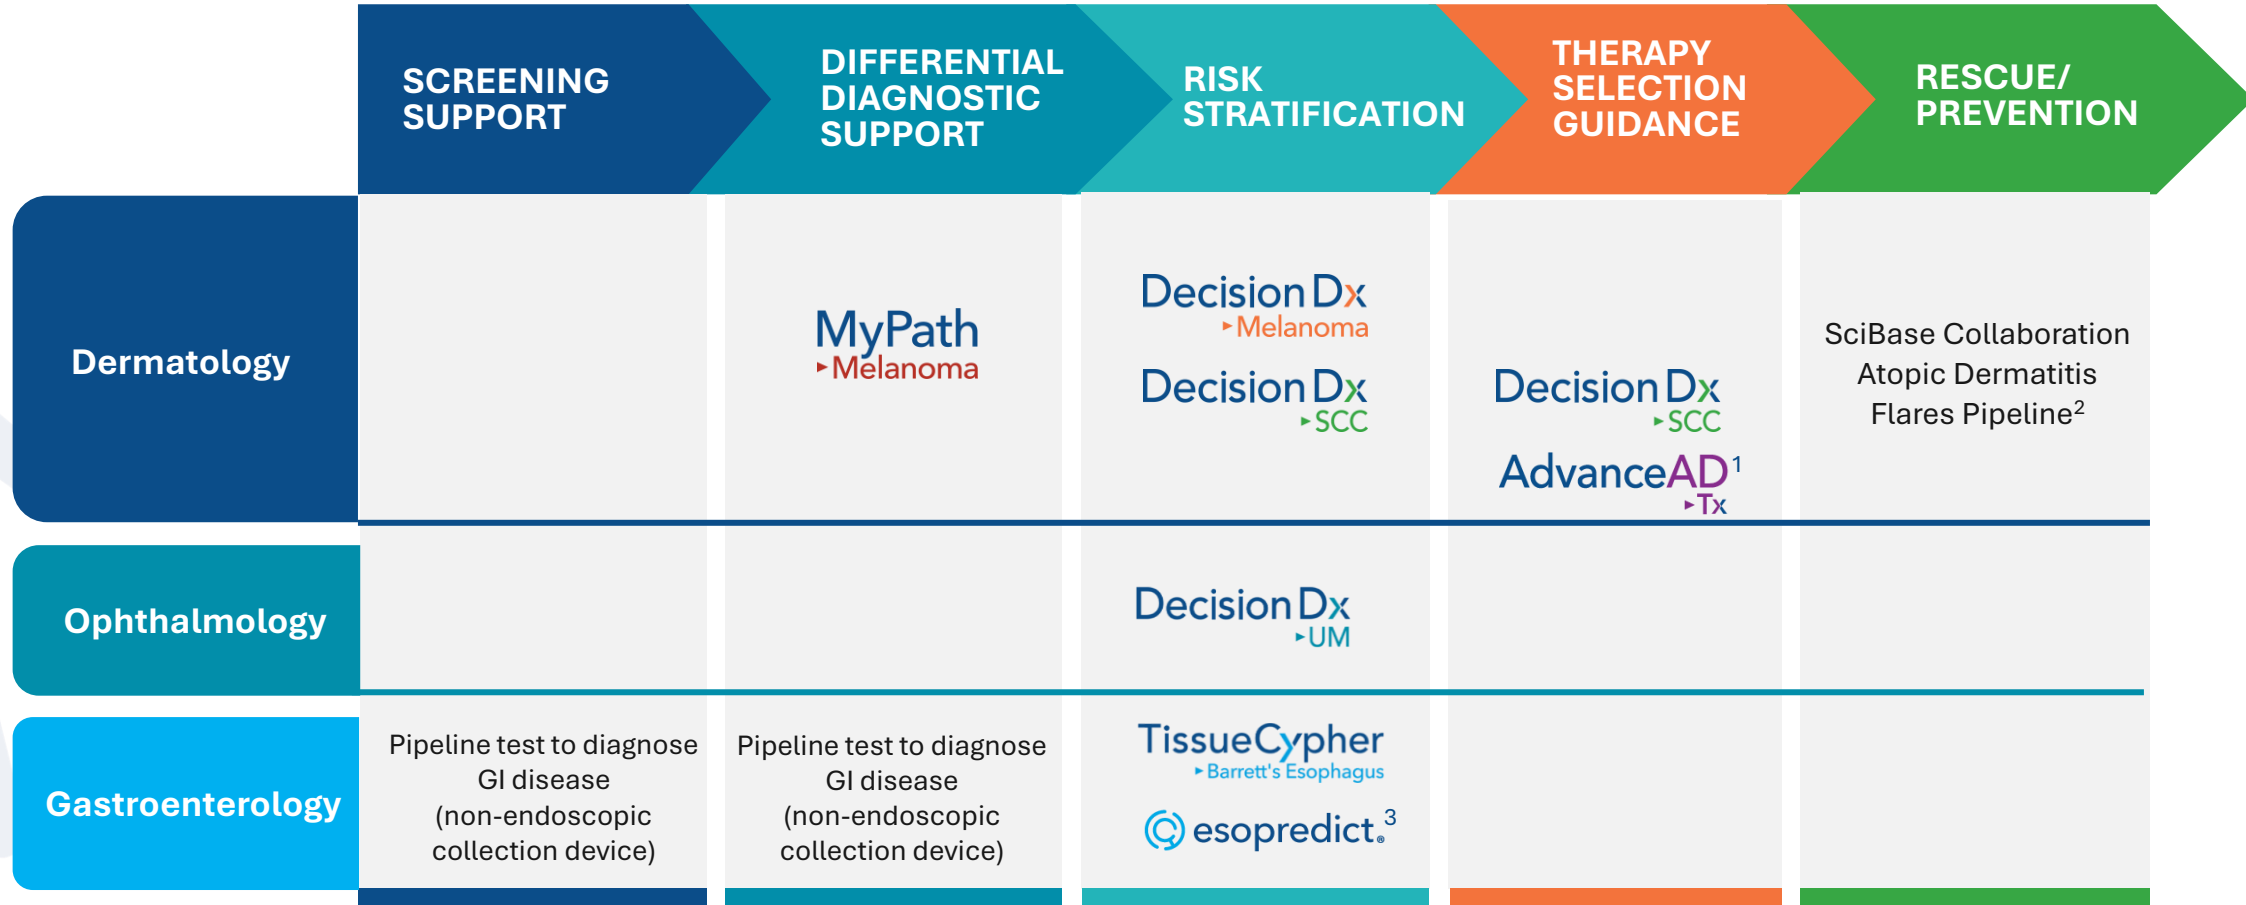 SCREENING
SUPPORT
DIFFERENTIAL
DIAGNOSTIC
SUPPORT
RISK
STRATIFICATION
THERAPY
SELECTION
GUIDANCE
RESCUE/
PREVENTION
Dermatology
MyPath
▸Melanoma
DecisionDx
▸Melanoma
DecisionDx
▸SCC
DecisionDx
▸SCC
AdvanceAD¹
▸Tx
SciBase Collaboration
Atopic Dermatitis
Flares Pipeline²
Ophthalmology
DecisionDx
▸UM
Gastroenterology
Pipeline test to diagnose
GI disease
(non-endoscopic
collection device)
Pipeline test to diagnose
GI disease
(non-endoscopic
collection device)
TissueCypher
▸Barrett's Esophagus
esopredict.®³